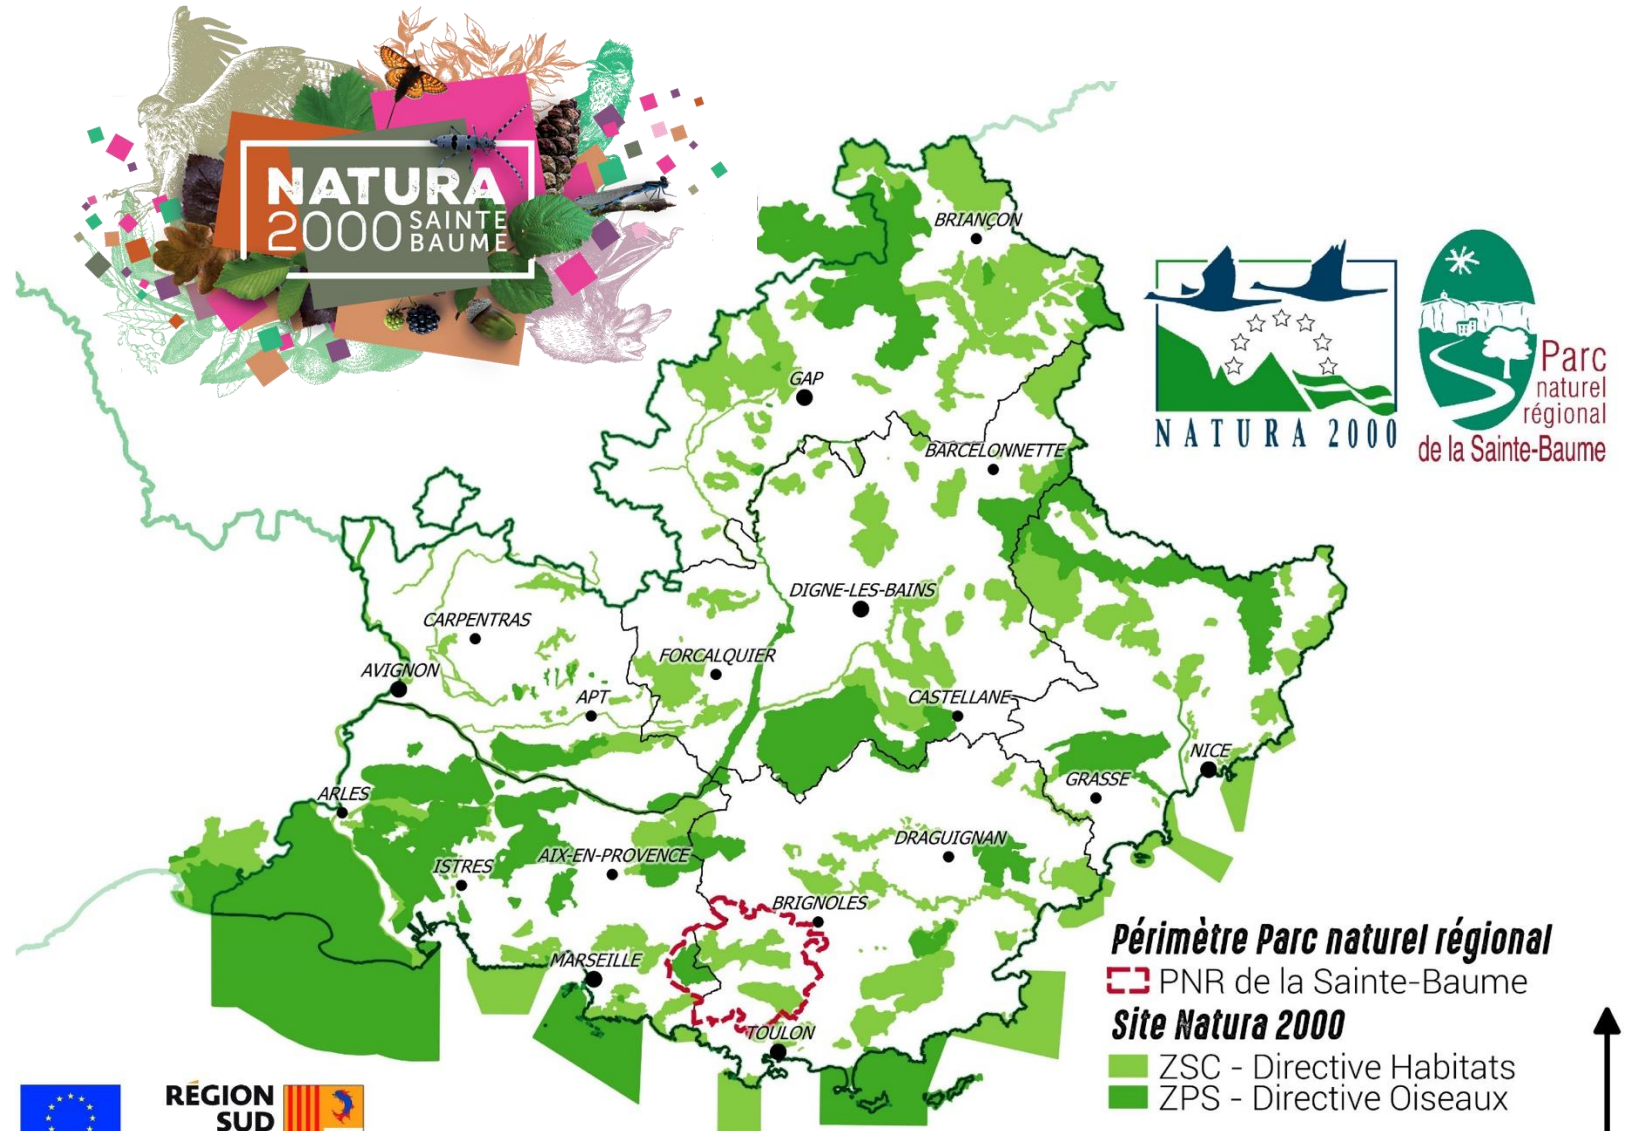 NATURA
2000 SAINTE
BAUME
BRIANÇON
NATURA 2000
Parc
naturel
régional
de la Sainte-Baume
GAP
BARCELONNETTE
DIGNE-LES-BAINS
CARPENTRAS
FORCALQUIER
AVIGNON
APT
CASTELLANE
NICE
GRASSE
ARLES
DRAGUIGNAN
AIX-EN-PROVENCE
ISTRES
BRIGNOLES
MARSEILLE
TOULON
Périmètre Parc naturel régional
PNR de la Sainte-Baume
Site Natura 2000
ZSC - Directive Habitats
ZPS - Directive Oiseaux
RÉGION
SUD